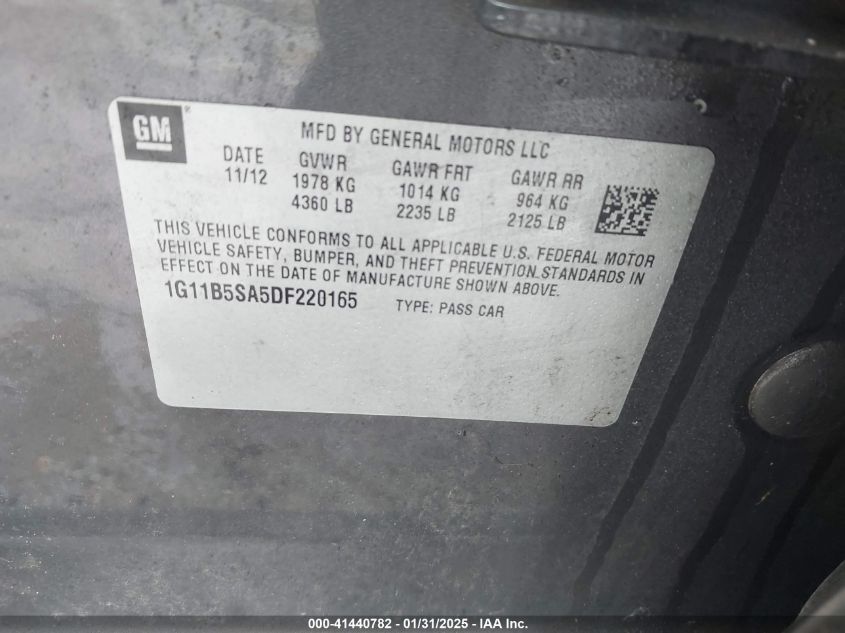 GM®
MFD BY GENERAL MOTORS LLC
DATE GVWR GAWR FRT GAWR RR
11/12 1978 KG 1014 KG 964 KG
4360 LB 2235 LB 2125 LB
THIS VEHICLE CONFORMS TO ALL APPLICABLE U.S. FEDERAL MOTOR
VEHICLE SAFETY, BUMPER, AND THEFT PREVENTION STANDARDS IN
EFFECT ON THE DATE OF MANUFACTURE SHOWN ABOVE.
1G11B5SA5DF220165 TYPE: PASS CAR
000-41440782 - 01/31/2025 - IAA Inc.